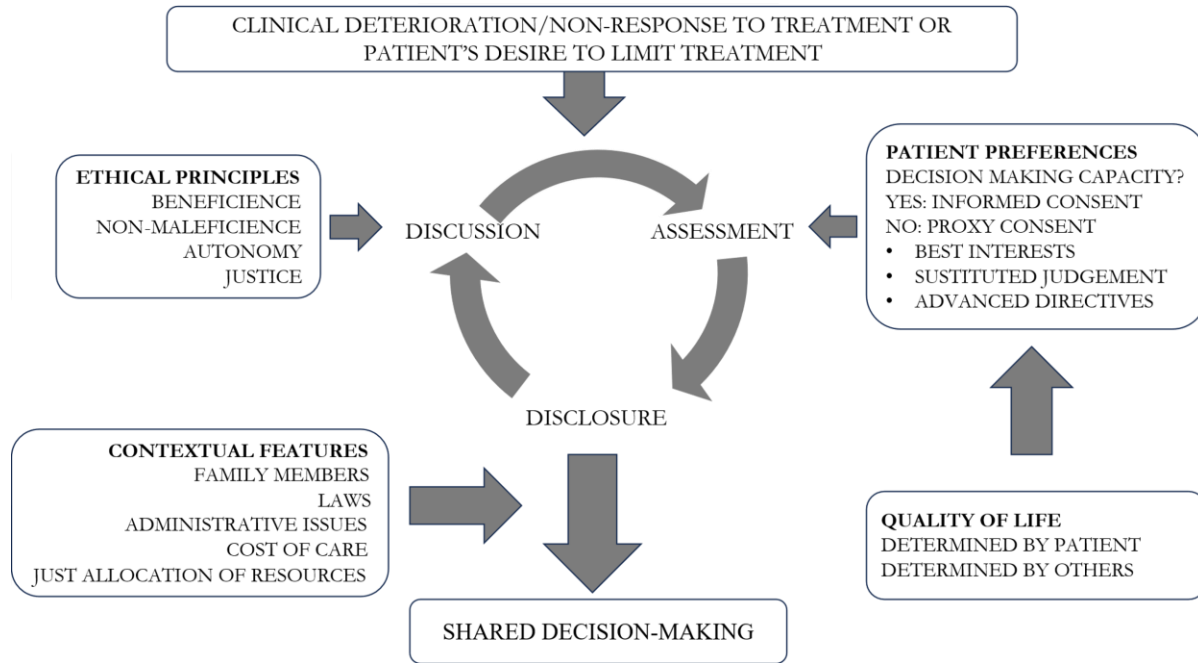 CLINICAL DETERIORATION/NON-RESPONSE TO TREATMENT OR
PATIENT’S DESIRE TO LIMIT TREATMENT
ETHICAL PRINCIPLES
BENEFICIENCE
NON-MALEFICIENCE
AUTONOMY
JUSTICE
DISCUSSION
ASSESSMENT
PATIENT PREFERENCES
DECISION MAKING CAPACITY?
YES: INFORMED CONSENT
NO: PROXY CONSENT
• BEST INTERESTS
• SUSTITUTED JUDGEMENT
• ADVANCED DIRECTIVES
DISCLOSURE
CONTEXTUAL FEATURES
FAMILY MEMBERS
LAWS
ADMINISTRATIVE ISSUES
COST OF CARE
JUST ALLOCATION OF RESOURCES
QUALITY OF LIFE
DETERMINED BY PATIENT
DETERMINED BY OTHERS
SHARED DECISION-MAKING